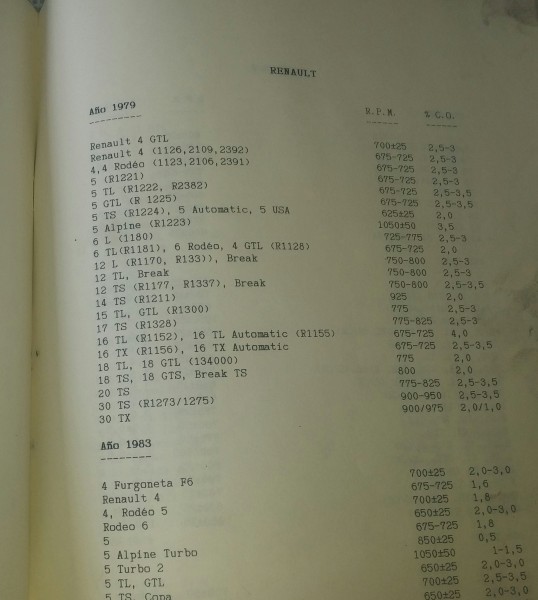 RENAULT
Año 1979 R.P.M. % C.O.
Renault 4 GTL 700±25 2,5-3
Renault 4 (1126,2109,2392) 675-725 2,5-3
4,4 Rodéo (1123,2106,2391) 675-725 2,5-3
5 (R1221) 675-725 2,5-3
5 TL (R1222, R2382) 675-725 2,5-3,5
5 GTL (R 1225) 675-725 2,5-3,5
5 TS (R1224), 5 Automatic, 5 USA 625±25 2,0
5 Alpine (R1223) 1050±50 3,5
6 L (1180) 725-775 2,5-3
6 TL(R1181), 6 Rodéo, 4 GTL (R1128) 675-725 2,0
12 L (R1170, R133)), Break 750-800 2,5-3
12 TL, Break 750-800 2,5-3
12 TS (R1177, R1337), Break 750-800 2,5-3,5
14 TS (R1211) 925 2,0
15 TL, GTL (R1300) 775 2,5-3
17 TS (R1328) 775-825 2,5-3
16 TL (R1152), 16 TL Automatic (R1155) 675-725 4,0
16 TX (R1156), 16 TX Automatic 675-725 2,5-3,5
18 TL, 18 GTL (134000) 775 2,0
18 TS, 18 GTS, Break TS 800 2,0
20 TS 775-825 2,5-3,5
30 TS (R1273/1275) 900-950 2,5-3,5
30 TX 900/975 2,0/1,0
Año 1983
4 Furgoneta F6 700±25 2,0-3,0
Renault 4 675-725 1,6
4, Rodéo 5 700±25 1,8
Rodeo 6 650±25 2,0-3,0
5 675-725 1,8
5 Alpine Turbo 850±25 0,5
5 Turbo 2 1050±50 1-1,5
5 TL, GTL 650±25 2,0-3,0
5 TS, Copa 700±25 2,5-3,5
650±25 2,0-3,0